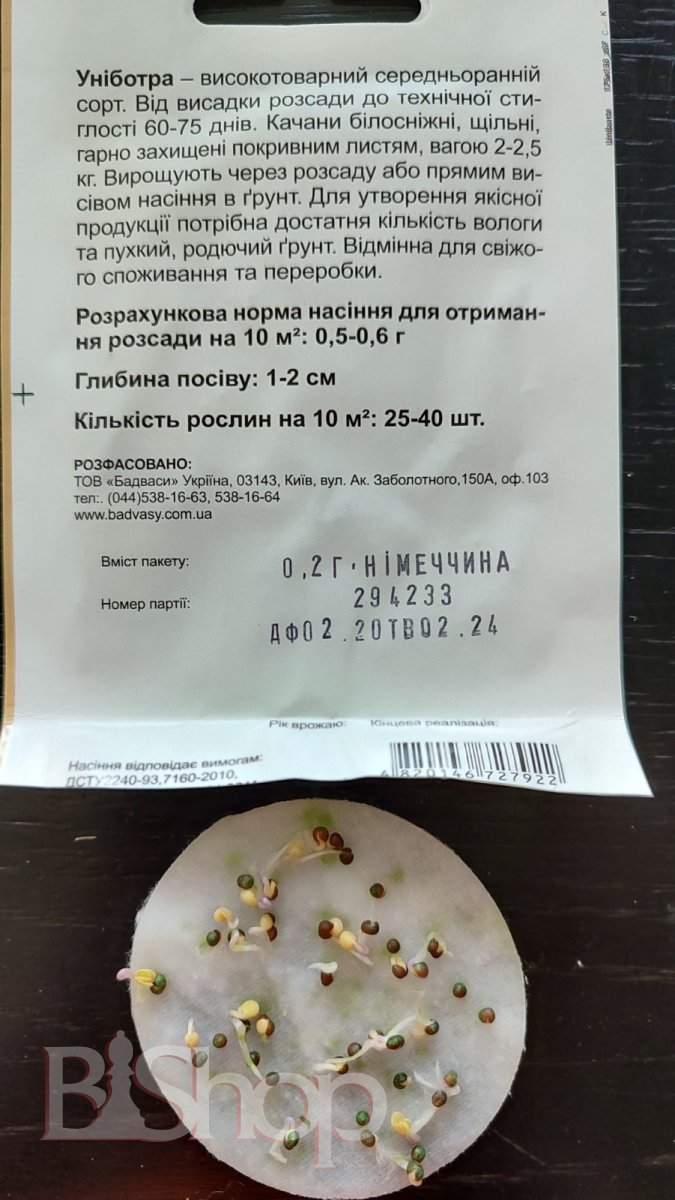 Уніботра – високотоварний середньоранній
сорт. Від висадки розсади до технічної сти-
глості 60-75 днів. Качани білосніжні, щільні,
гарно захищені покривним листям, вагою 2-2,5
кг. Вирощують через розсаду або прямим ви-
сівом насіння в ґрунт. Для утворення якісної
продукції потрібна достатня кількість вологи
та пухкий, родючий ґрунт. Відмінна для свіжо-
го споживання та переробки.
Розрахункова норма насіння для отриман-
ня розсади на 10 м²: 0,5-0,6 г
Глибина посіву: 1-2 см
Кількість рослин на 10 м²: 25-40 шт.
РОЗФАСОВАНО:
ТОВ «Бадваси» Укріїна, 03143, Київ, вул. Ак. Заболотного,150А, оф.103
тел:. (044)538-16-63, 538-16-64
www.badvasy.com.ua
Вміст пакету: 0,2Г·НІМЕЧЧИНА
Номер партії: 294233
ДФ02.20ТВ02.24
Рік врожаю: Кінцева реалізація:
Насіння відповідає вимогам:
ДСТУ2240-93,7160-2010,
4 820146 727922
BiShop